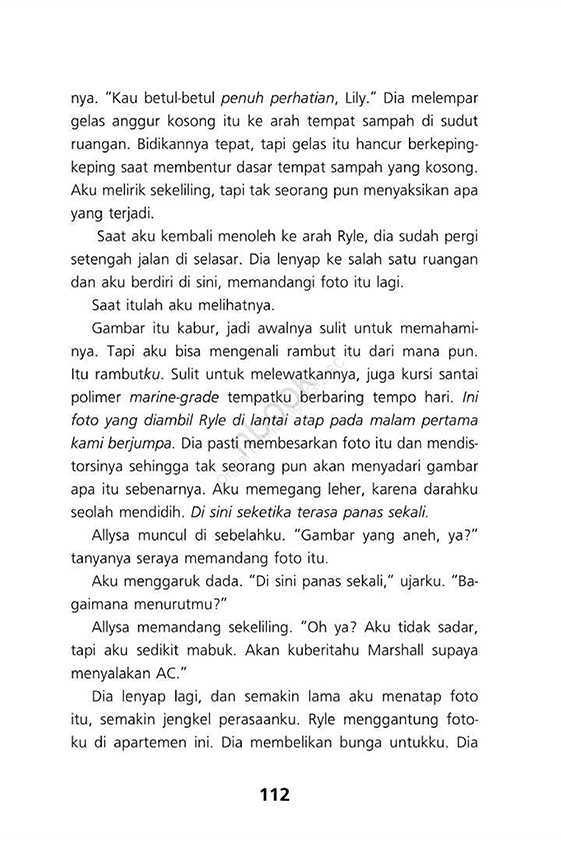 nya. "Kau betul-betul penuh perhatian, Lily." Dia melempar
gelas anggur kosong itu ke arah tempat sampah di sudut
ruangan. Bidikannya tepat, tapi gelas itu hancur berkeping-
keping saat membentur dasar tempat sampah yang kosong.
Aku melirik sekeliling, tapi tak seorang pun menyaksikan apa
yang terjadi.
Saat aku kembali menoleh ke arah Ryle, dia sudah pergi
setengah jalan di selasar. Dia lenyap ke salah satu ruangan
dan aku berdiri di sini, memandangi foto itu lagi.
Saat itulah aku melihatnya.
Gambar itu kabur, jadi awalnya sulit untuk memahami-
nya. Tapi aku bisa mengenali rambut itu dari mana pun.
Itu rambutku. Sulit untuk melewatkannya, juga kursi santai
polimer marine-grade tempatku berbaring tempo hari. Ini
foto yang diambil Ryle di lantai atap pada malam pertama
kami berjumpa. Dia pasti membesarkan foto itu dan mendis-
torsinya sehingga tak seorang pun akan menyadari gambar
apa itu sebenarnya. Aku memegang leher, karena darahku
seolah mendidih. Di sini seketika terasa panas sekali.
Allysa muncul di sebelahku. "Gambar yang aneh, ya?"
tanyanya seraya memandang foto itu.
Aku menggaruk dada. "Di sini panas sekali," ujarku. "Ba-
gaimana menurutmu?"
Allysa memandang sekeliling. "Oh ya? Aku tidak sadar,
tapi aku sedikit mabuk. Akan kuberitahu Marshall supaya
menyalakan AC."
Dia lenyap lagi, dan semakin lama aku menatap foto
itu, semakin jengkel perasaanku. Ryle menggantung foto-
ku di apartemen ini. Dia membelikan bunga untukku. Dia
112